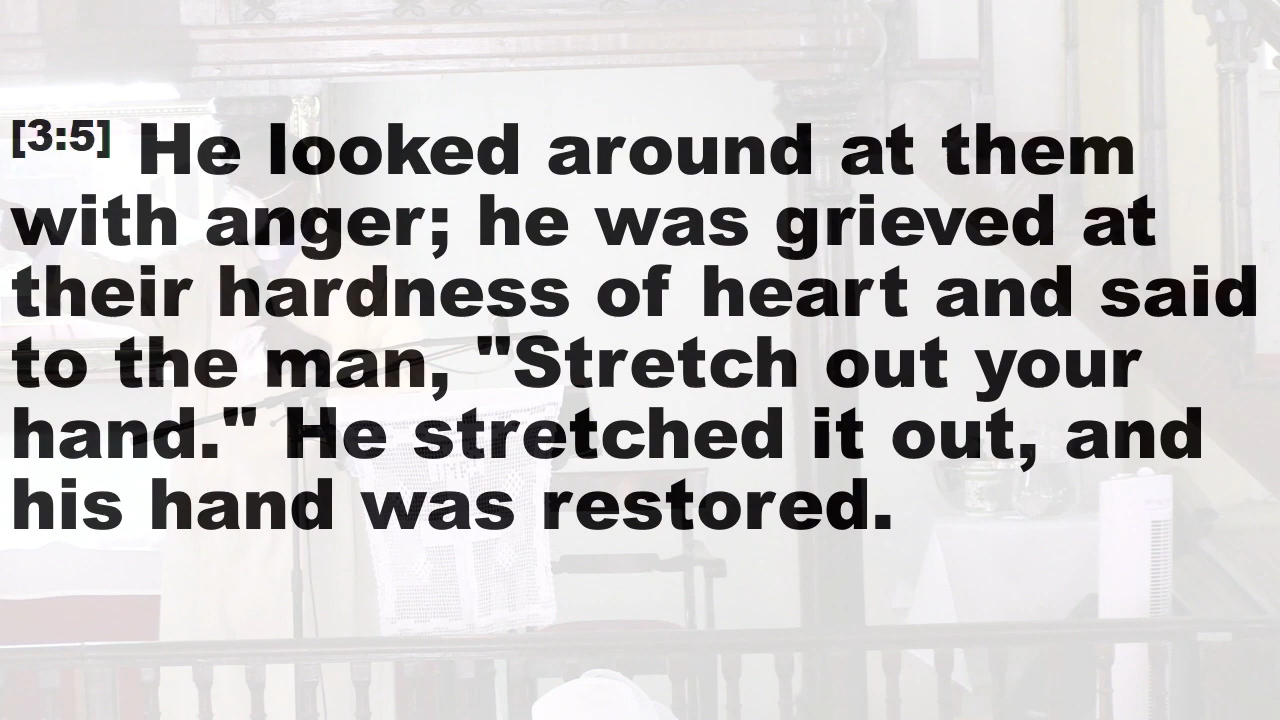 [3:5] He looked around at them
with anger; he was grieved at
their hardness of heart and said
to the man, "Stretch out your
hand." He stretched it out, and
his hand was restored.